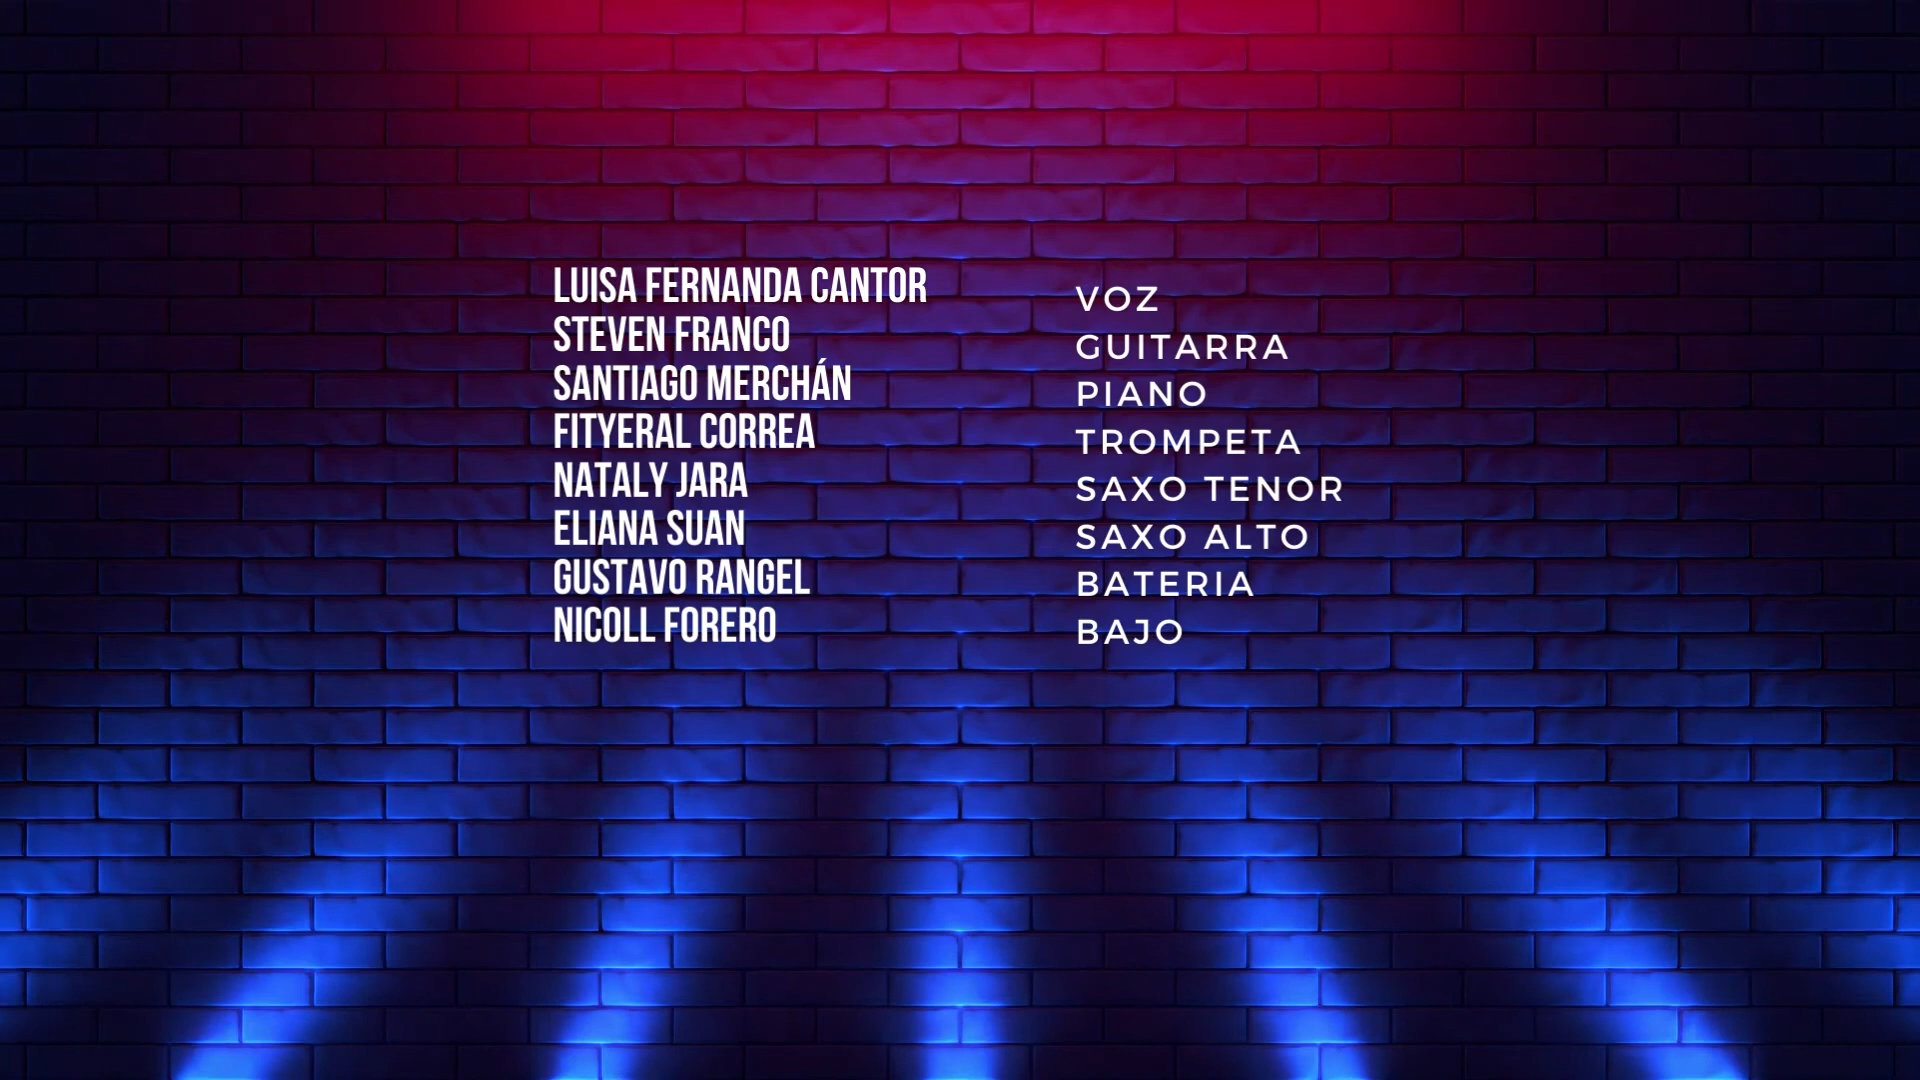 LUISA FERNANDA CANTOR VOZ
STEVEN FRANCO GUITARRA
SANTIAGO MERCHÁN PIANO
FITYERAL CORREA TROMPETA
NATALY JARA SAXO TENOR
ELIANA SUAN SAXO ALTO
GUSTAVO RANGEL BATERIA
NICOLL FORERO BAJO